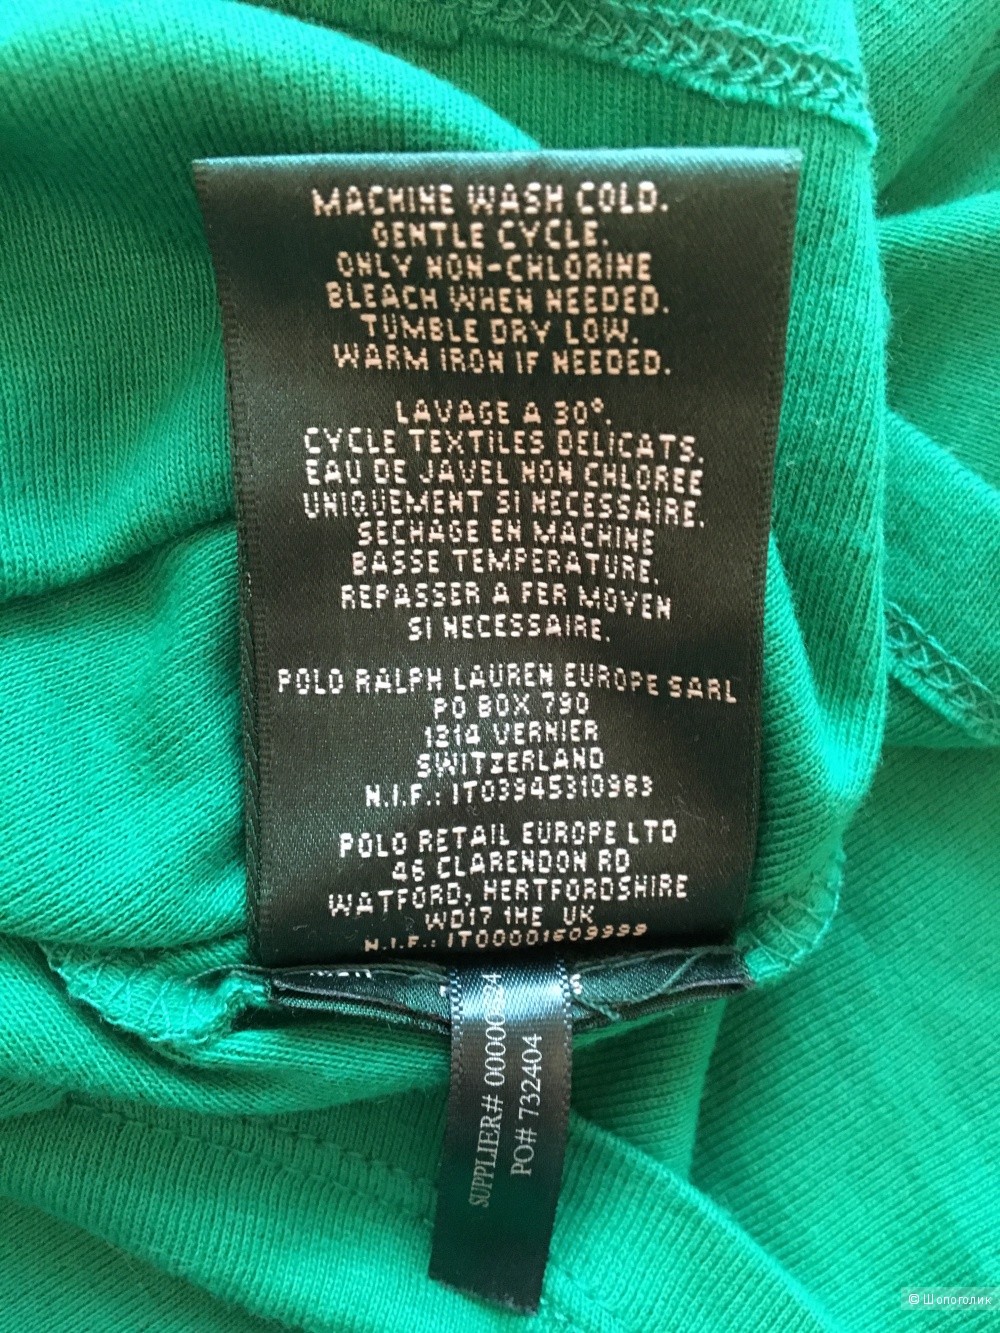 MACHINE WASH COLD.
GENTLE CYCLE.
ONLY NON-CHLORINE
BLEACH WHEN NEEDED.
TUMBLE DRY LOW.
WARM IRON IF NEEDED.
LAVAGE A 30°.
CYCLE TEXTILES DELICATS.
EAU DE JAVEL NON CHLOREE
UNIQUEMENT SI NECESSAIRE.
SECHAGE EN MACHINE
BASSE TEMPERATURE.
REPASSER A FER MOYEN
SI NECESSAIRE.
POLO RALPH LAUREN EUROPE SARL
PO BOX 790
1214 VERNIER
SWITZERLAND
N.I.F.: IT03945310963
POLO RETAIL EUROPE LTD
46 CLARENDON RD
WATFORD, HERTFORDSHIRE
WD17 1HE UK
N.I.F.: IT00001609999
SUPPLIER#
PO# 732404
© Шопоголик